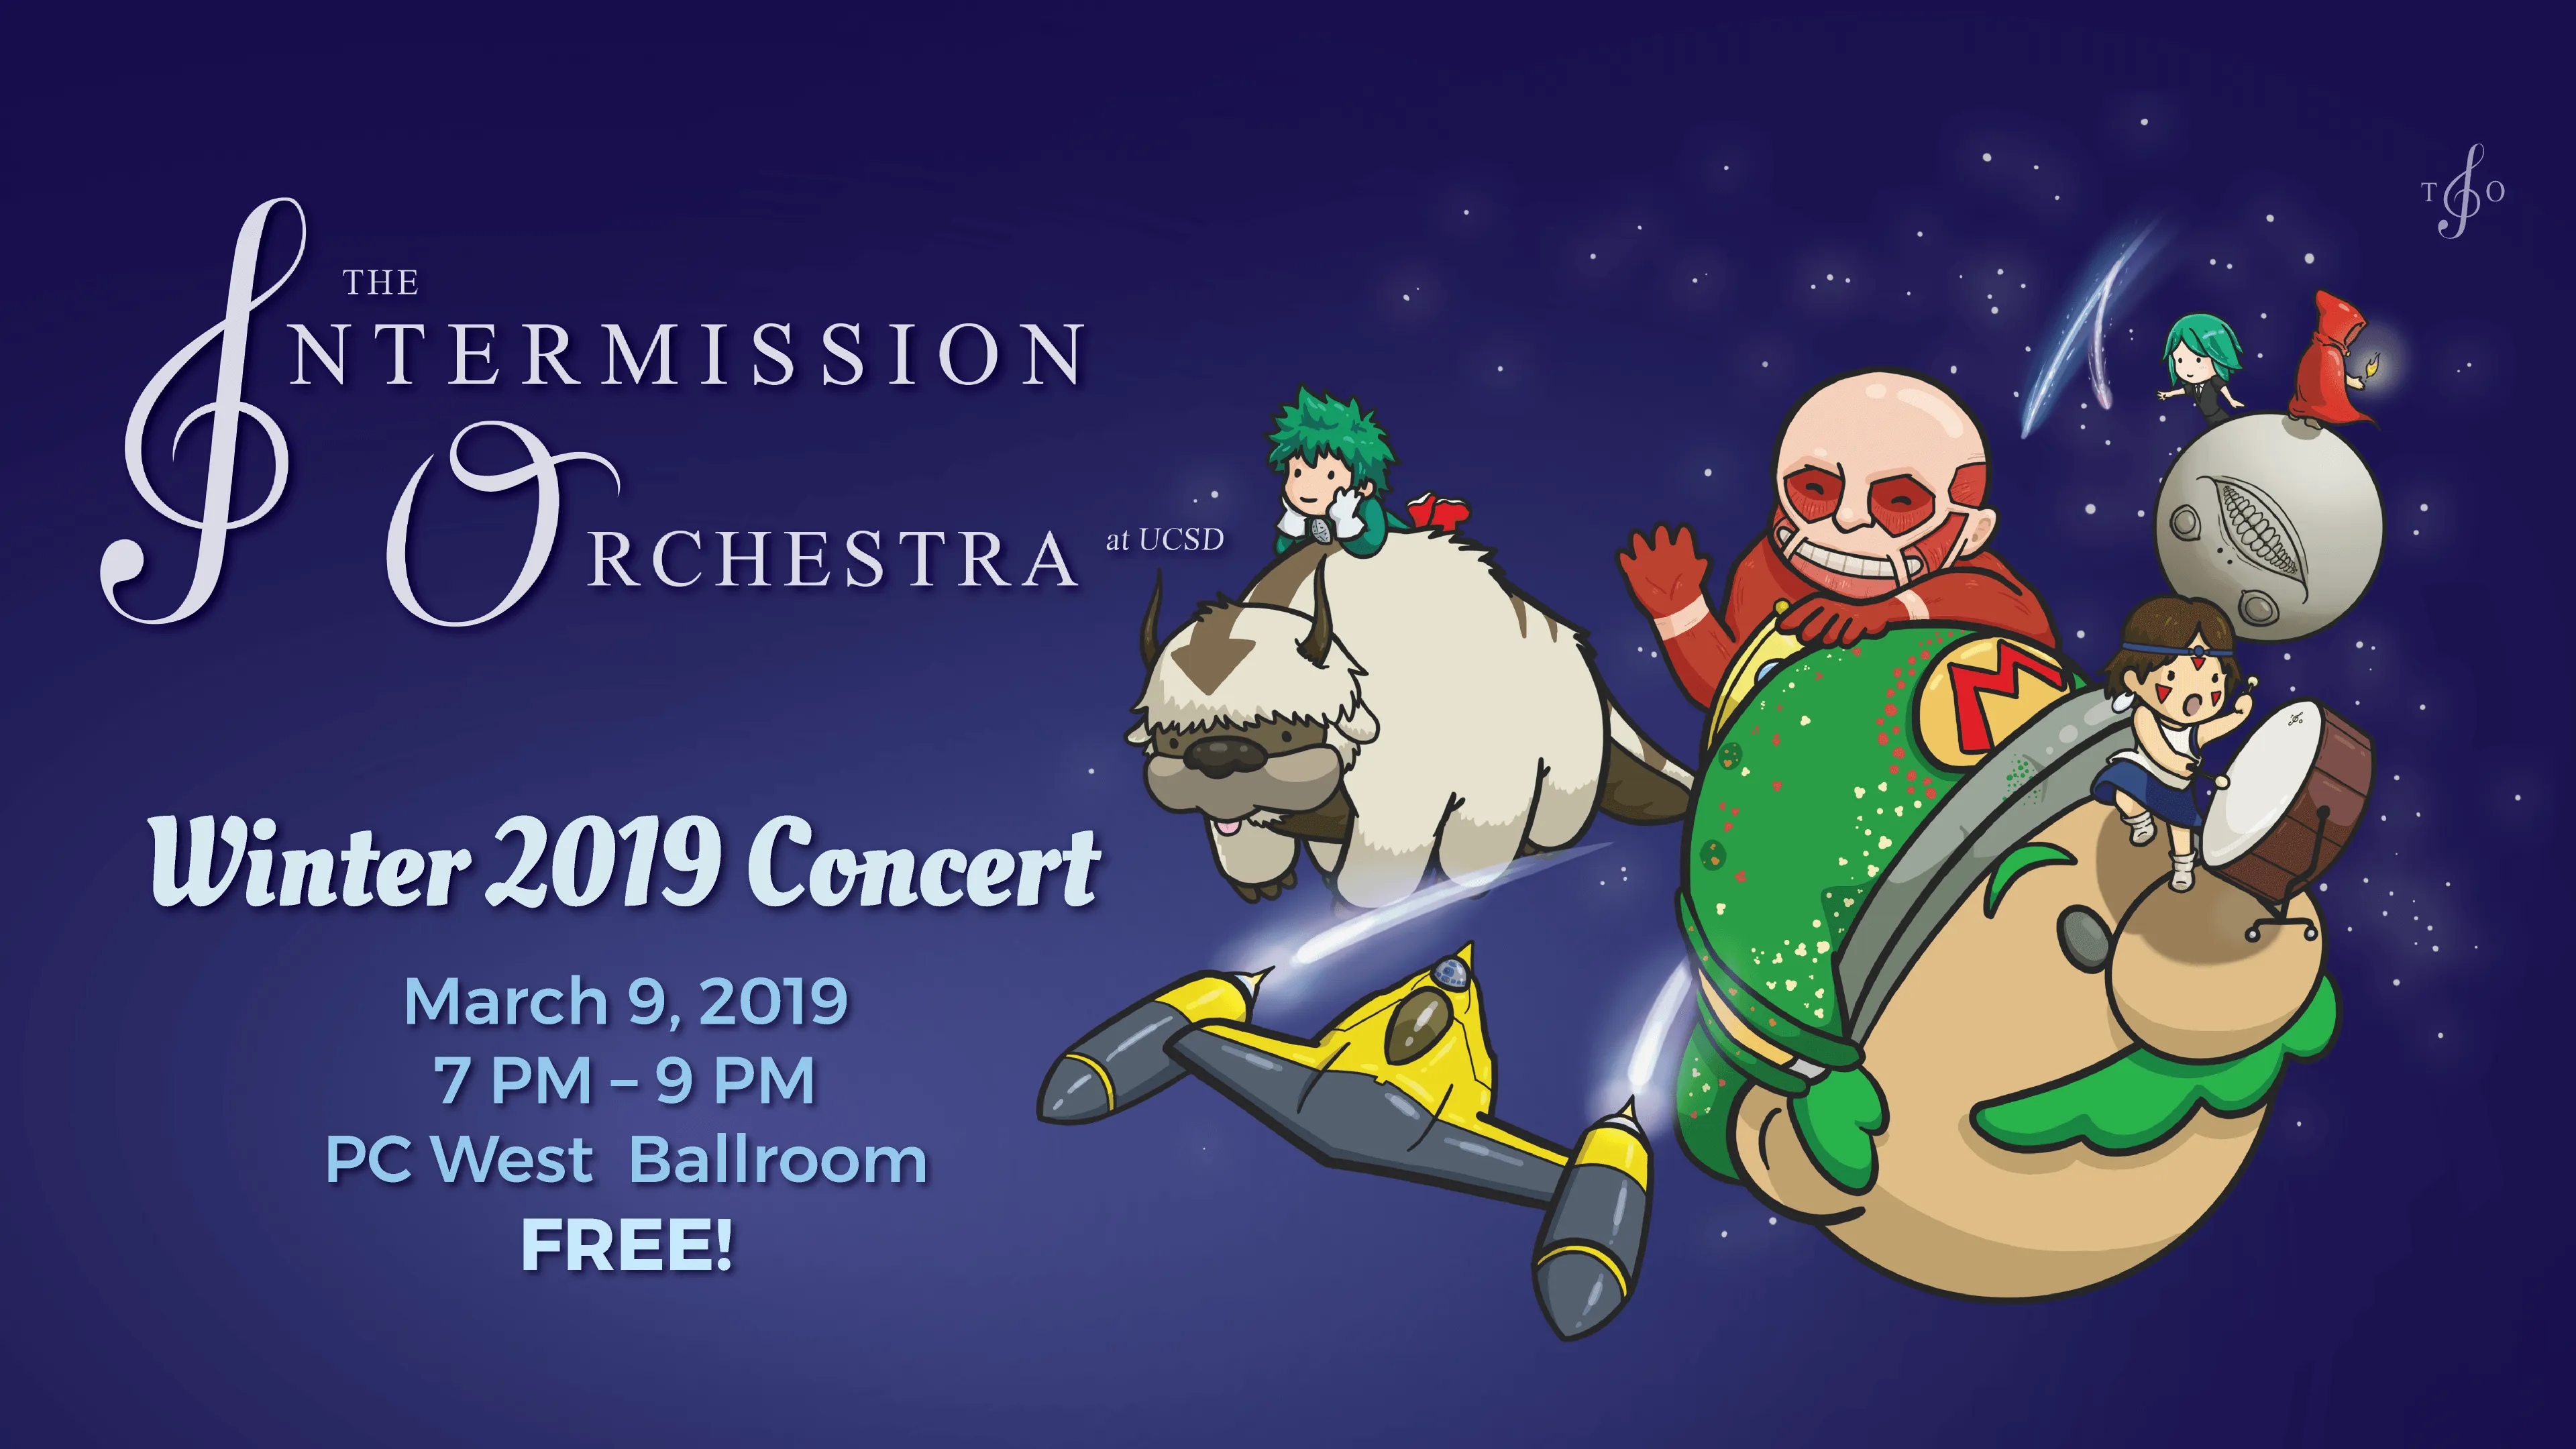 THE
INTERMISSION
ORCHESTRA at UCSD
T O
M
Winter 2019 Concert
March 9, 2019
7 PM – 9 PM
PC West Ballroom
FREE!